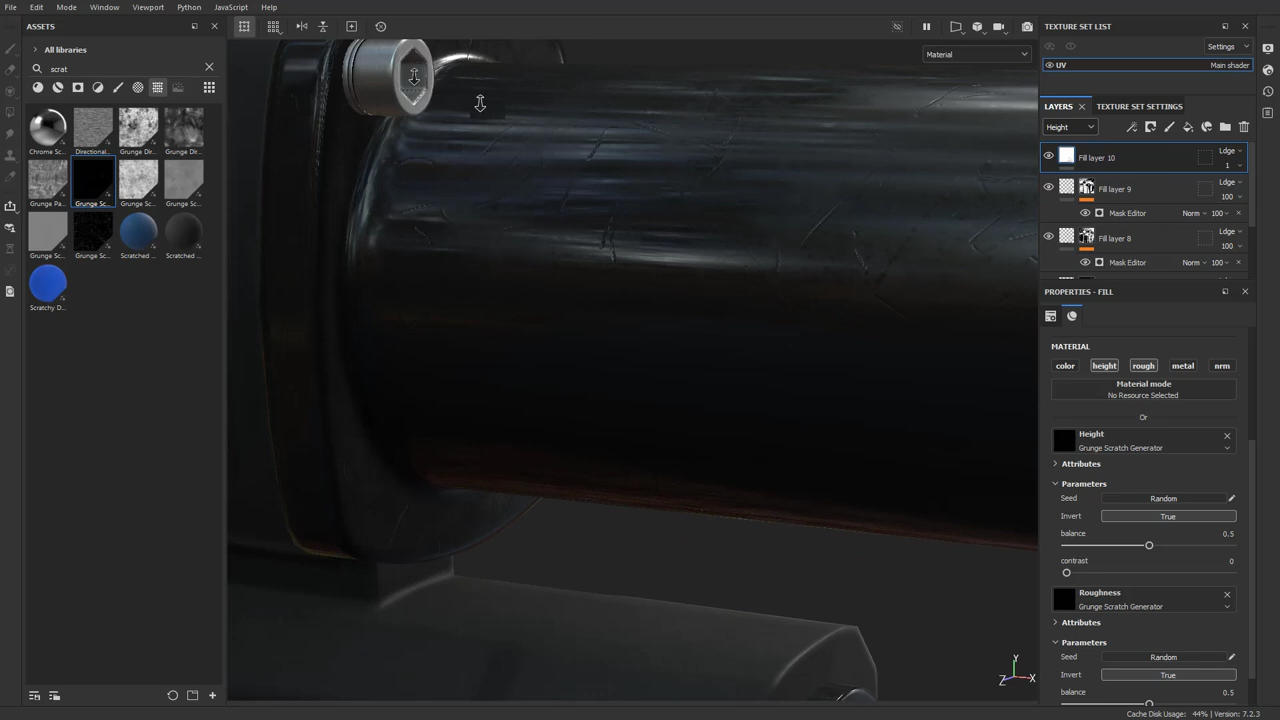 File Edit Mode Window Viewport Python JavaScript Help
ASSETS
All libraries
scrat
Chrome Sc... Directional... Grunge Dir... Grunge Dir...
Grunge Pa... Grunge Sc... Grunge Sc... Grunge Sc...
Grunge Sc... Grunge Sc... Scratched ... Scratched ...
Scratchy D...
Material
Y
Z X
TEXTURE SET LIST
Settings
UV Main shader
LAYERS TEXTURE SET SETTINGS
Height
Fill layer 10 Ldge
1
Fill layer 9 Ldge
100
Mask Editor Norm 100
Fill layer 8 Ldge
100
Mask Editor Norm 100
PROPERTIES - FILL
MATERIAL
color height rough metal nrm
Material mode
No Resource Selected
Or
Height
Grunge Scratch Generator
Attributes
Parameters
Seed Random
Invert True
balance 0.5
contrast 0
Roughness
Grunge Scratch Generator
Attributes
Parameters
Seed Random
Invert True
balance 0.5
Cache Disk Usage: 44% | Version: 7.2.3